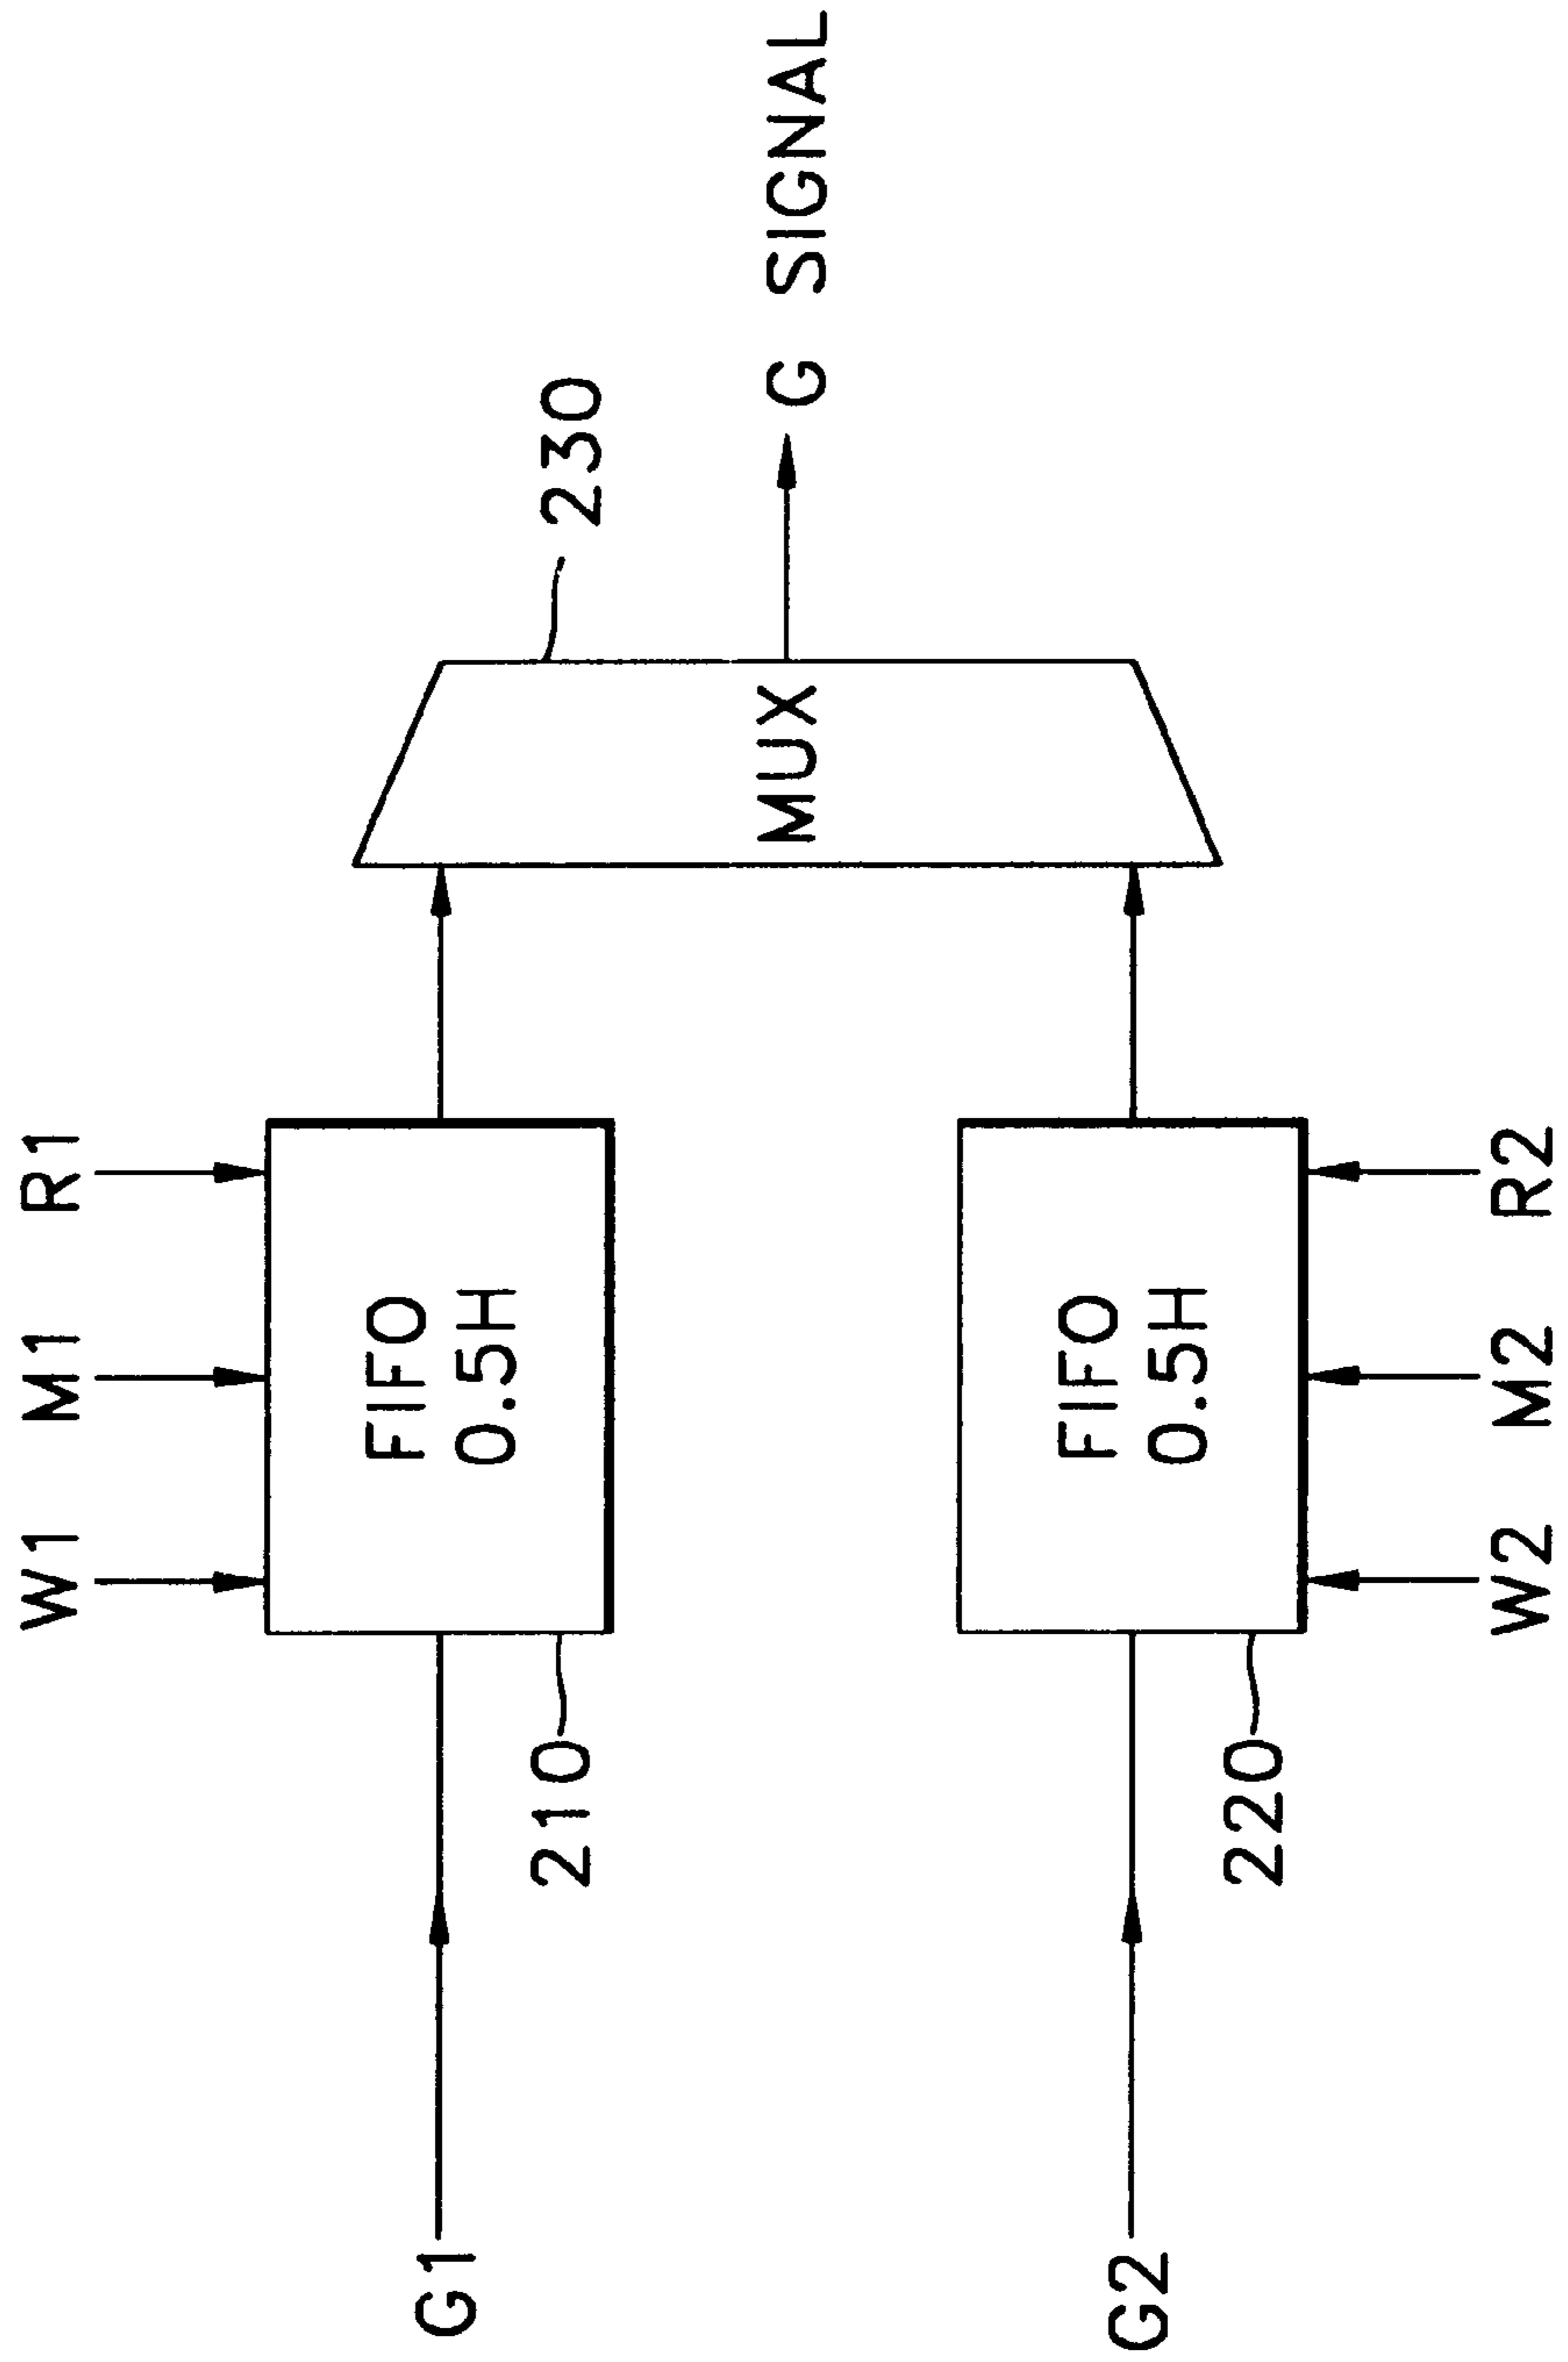 W1 M1 R1
G1
FIFO
0.5H
210
230
MUX
G SIGNAL
G2
FIFO
0.5H
220
W2 M2 R2